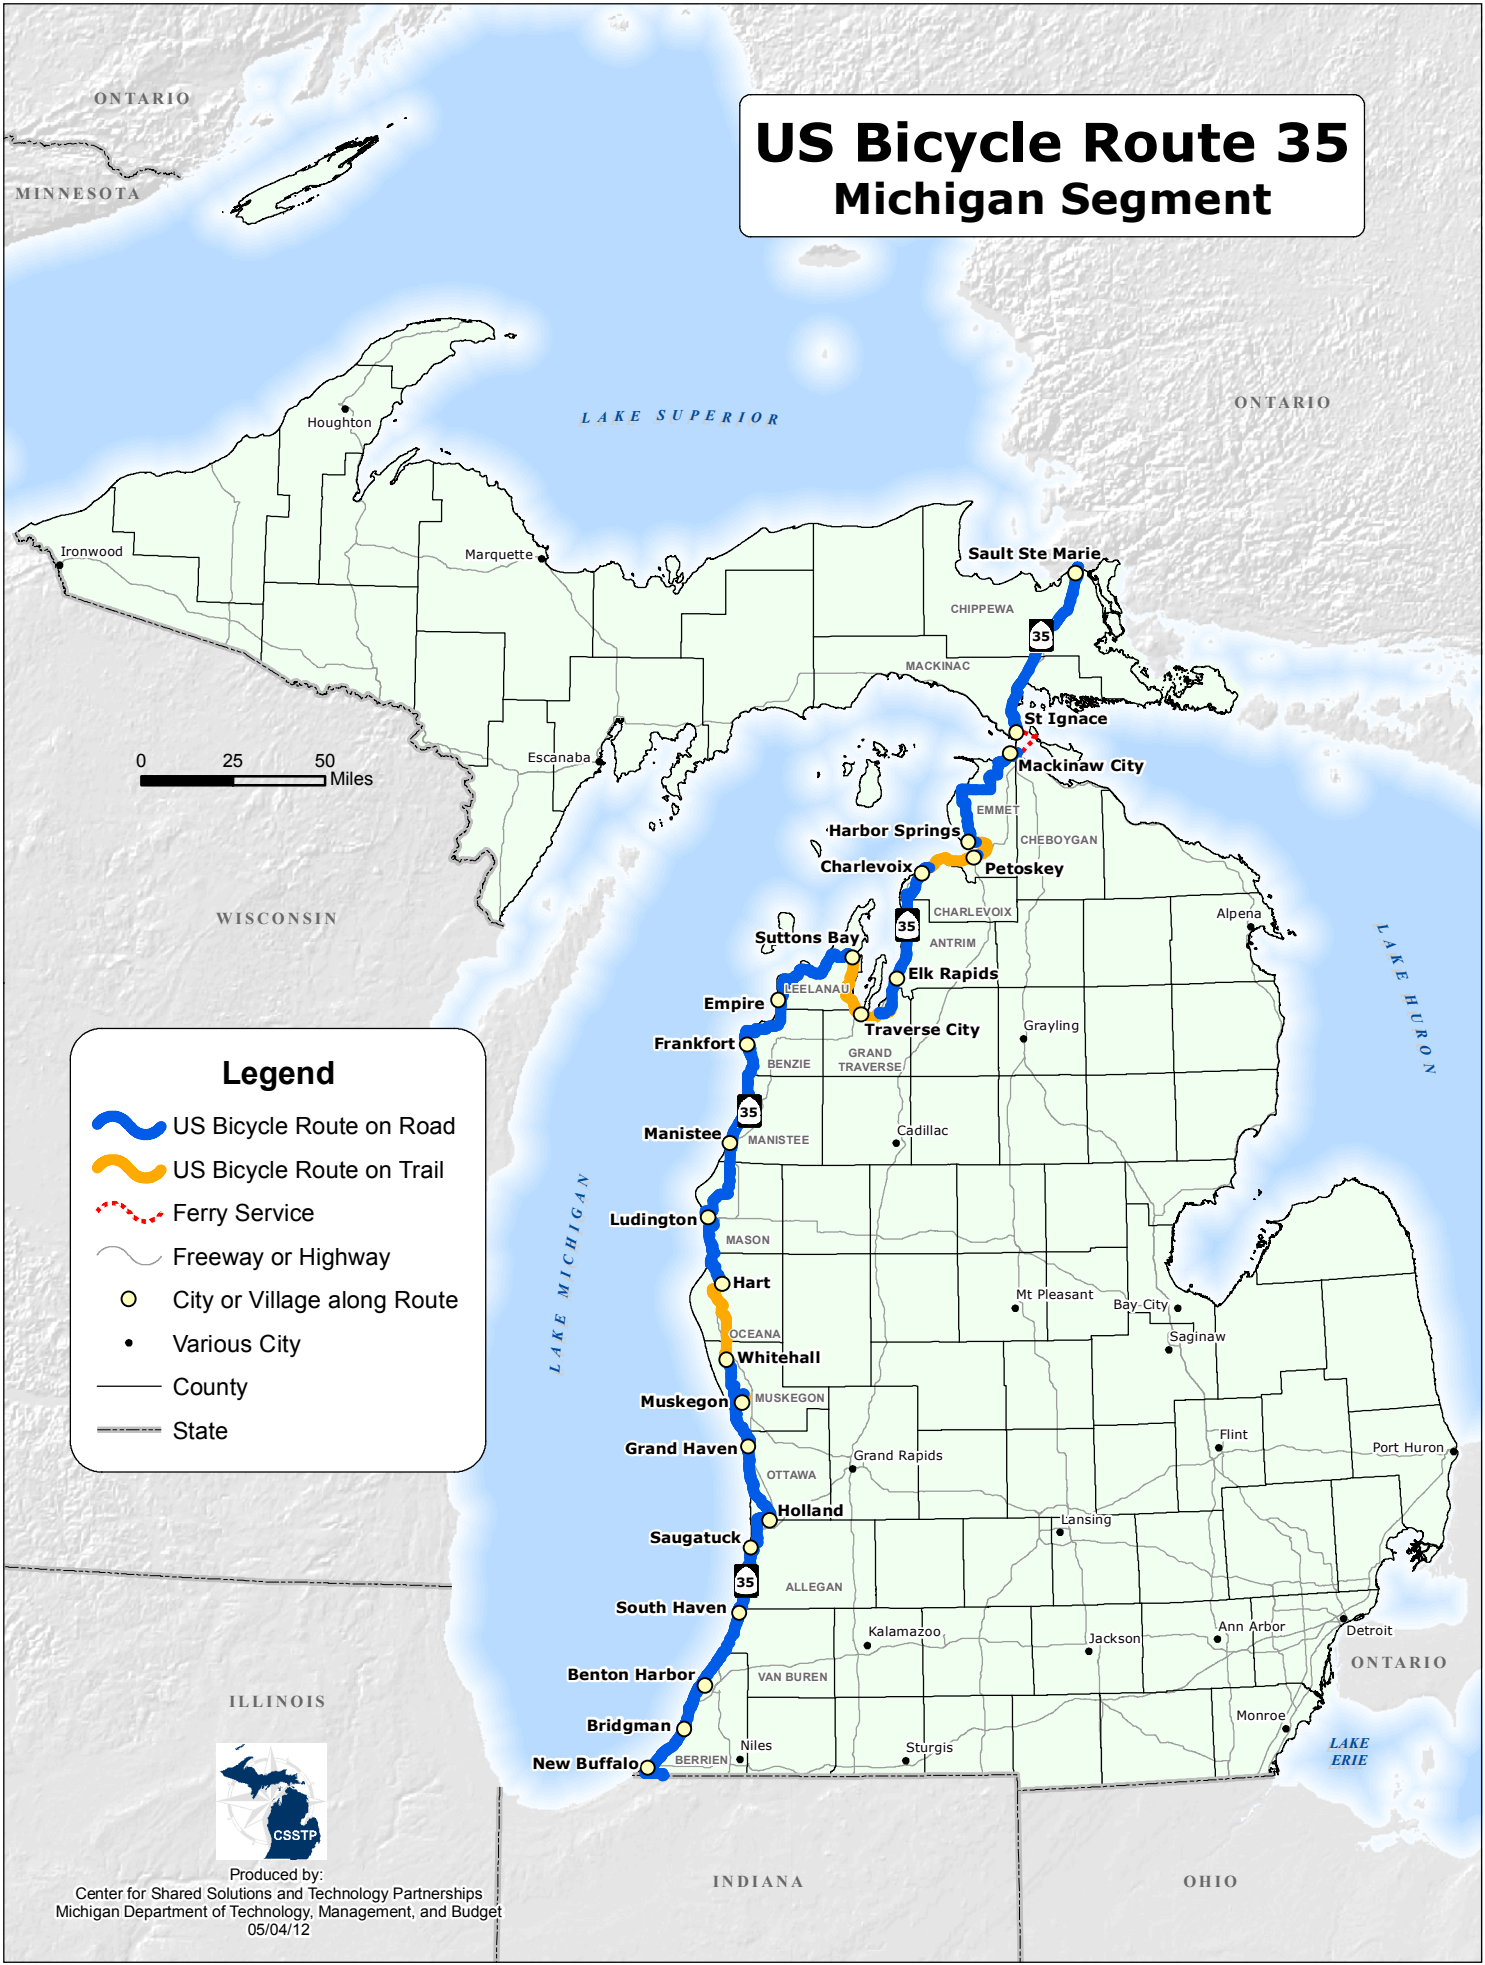 US Bicycle Route 35
Michigan Segment
ONTARIO
MINNESOTA
LAKE SUPERIOR
ONTARIO
Houghton
Ironwood
Marquette
Sault Ste Marie
CHIPPEWA
35
MACKINAC
St Ignace
Escanaba
Mackinaw City
0 25 50
Miles
EMMET
Harbor Springs
CHEBOYGAN
Charlevoix
Petoskey
WISCONSIN
CHARLEVOIX
Alpena
35
Suttons Bay
ANTRIM
Elk Rapids
LEELANAU
Empire
LAKE HURON
Traverse City
Grayling
Frankfort
GRAND
TRAVERSE
BENZIE
35
Manistee
MANISTEE
Cadillac
Ludington
MASON
LAKE MICHIGAN
Hart
Mt Pleasant
Bay City
OCEANA
Saginaw
Whitehall
Muskegon
MUSKEGON
Grand Haven
Flint
Port Huron
Grand Rapids
OTTAWA
Holland
Lansing
Saugatuck
35
ALLEGAN
South Haven
Kalamazoo
Jackson
Ann Arbor
Detroit
ONTARIO
Benton Harbor
VAN BUREN
Bridgman
Monroe
New Buffalo
BERRIEN
Niles
Sturgis
LAKE
ERIE
ILLINOIS
INDIANA
OHIO
Legend
US Bicycle Route on Road
US Bicycle Route on Trail
Ferry Service
Freeway or Highway
City or Village along Route
Various City
County
State
CSSTP
Produced by:
Center for Shared Solutions and Technology Partnerships
Michigan Department of Technology, Management, and Budget
05/04/12